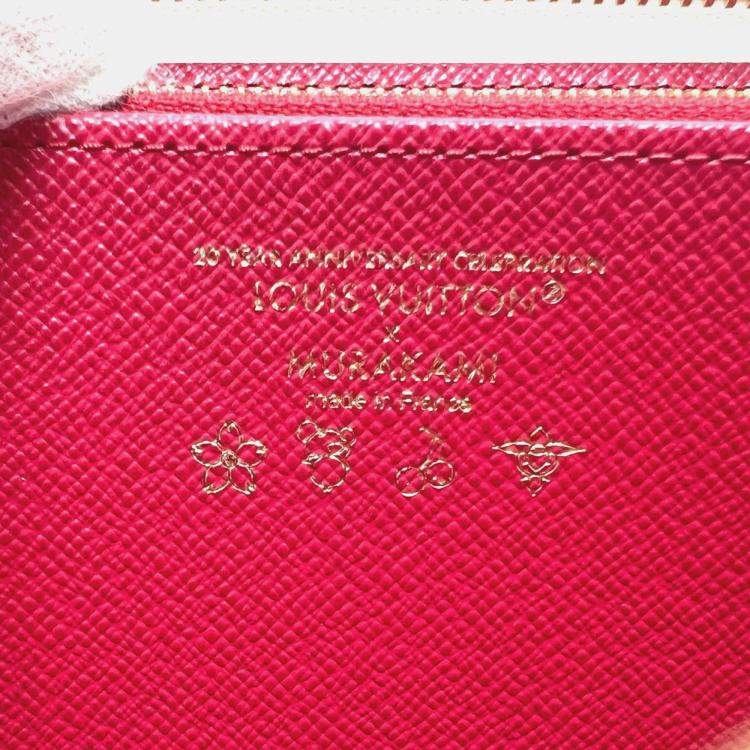 20 YEAR ANNIVERSARY CELEBRATION
LOUIS VUITTON®
x
MURAKAMI
made in France